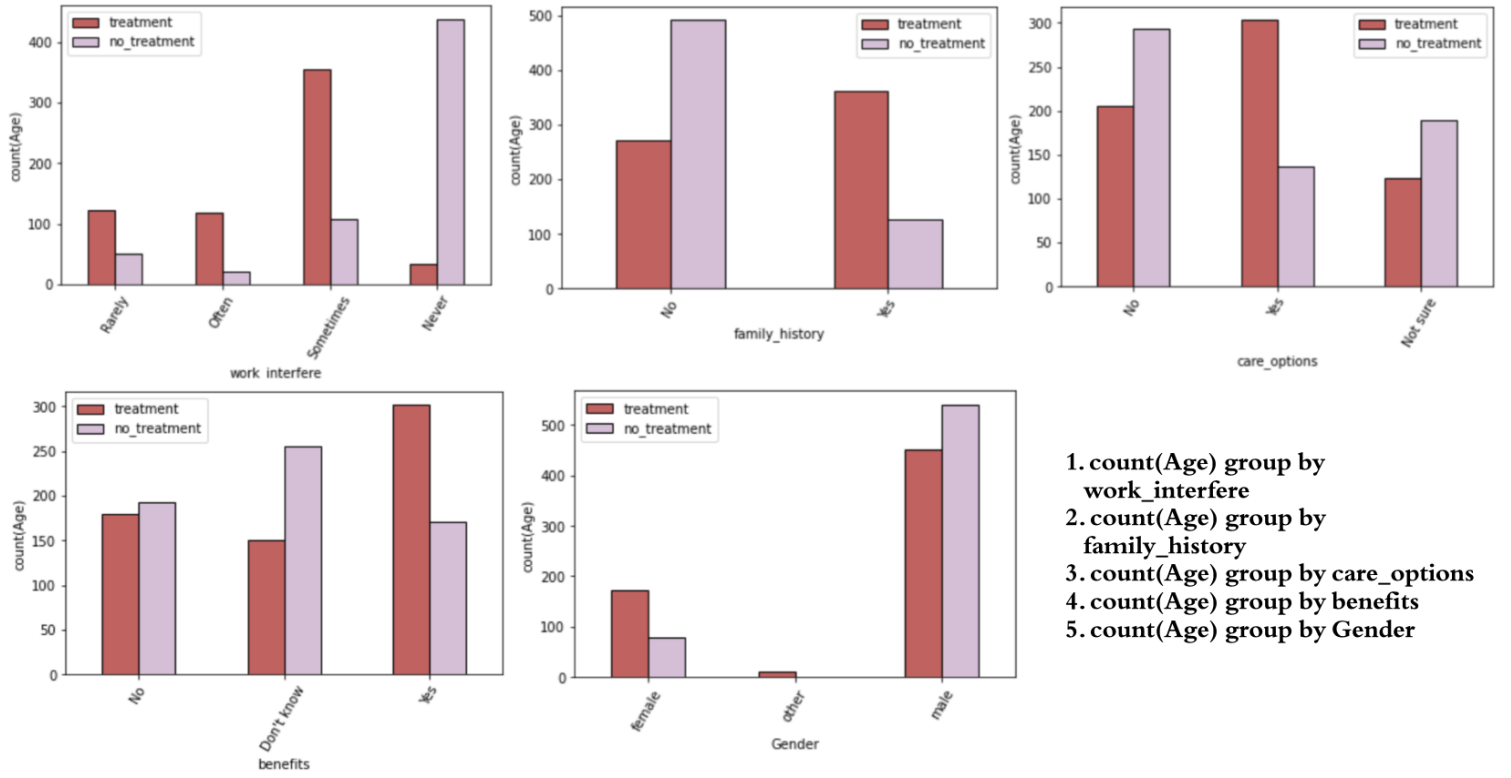 treatment
no_treatment
400
300
200
100
0
count(Age)
Rarely
Often
Sometimes
Never
work_interfere
treatment
no_treatment
500
400
300
200
100
0
count(Age)
No
Yes
family_history
treatment
no_treatment
300
250
200
150
100
50
0
count(Age)
No
Yes
Not sure
care_options
treatment
no_treatment
300
250
200
150
100
50
0
count(Age)
No
Don't know
Yes
benefits
treatment
no_treatment
500
400
300
200
100
0
count(Age)
female
other
male
Gender
1. count(Age) group by
work_interfere
2. count(Age) group by
family_history
3. count(Age) group by care_options
4. count(Age) group by benefits
5. count(Age) group by Gender